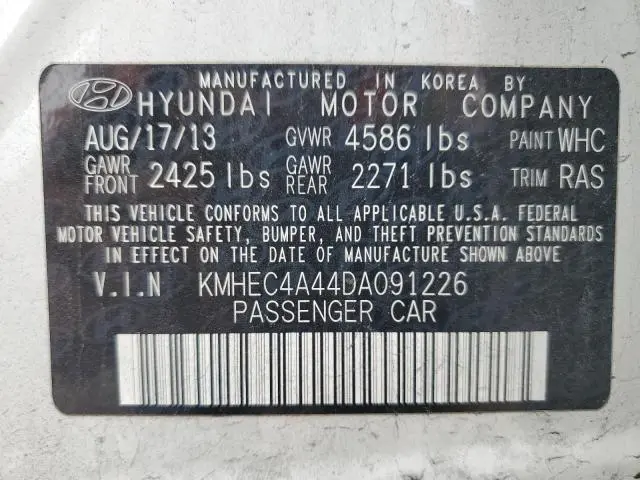 MANUFACTURED IN KOREA BY
HYUNDAI MOTOR COMPANY
AUG/17/13 GVWR 4586 lbs PAINT WHC
GAWR FRONT 2425 lbs GAWR REAR 2271 lbs TRIM RAS
THIS VEHICLE CONFORMS TO ALL APPLICABLE U.S.A. FEDERAL
MOTOR VEHICLE SAFETY, BUMPER, AND THEFT PREVENTION STANDARDS
IN EFFECT ON THE DATE OF MANUFACTURE SHOWN ABOVE
V.I.N KMHEC4A44DA091226
PASSENGER CAR